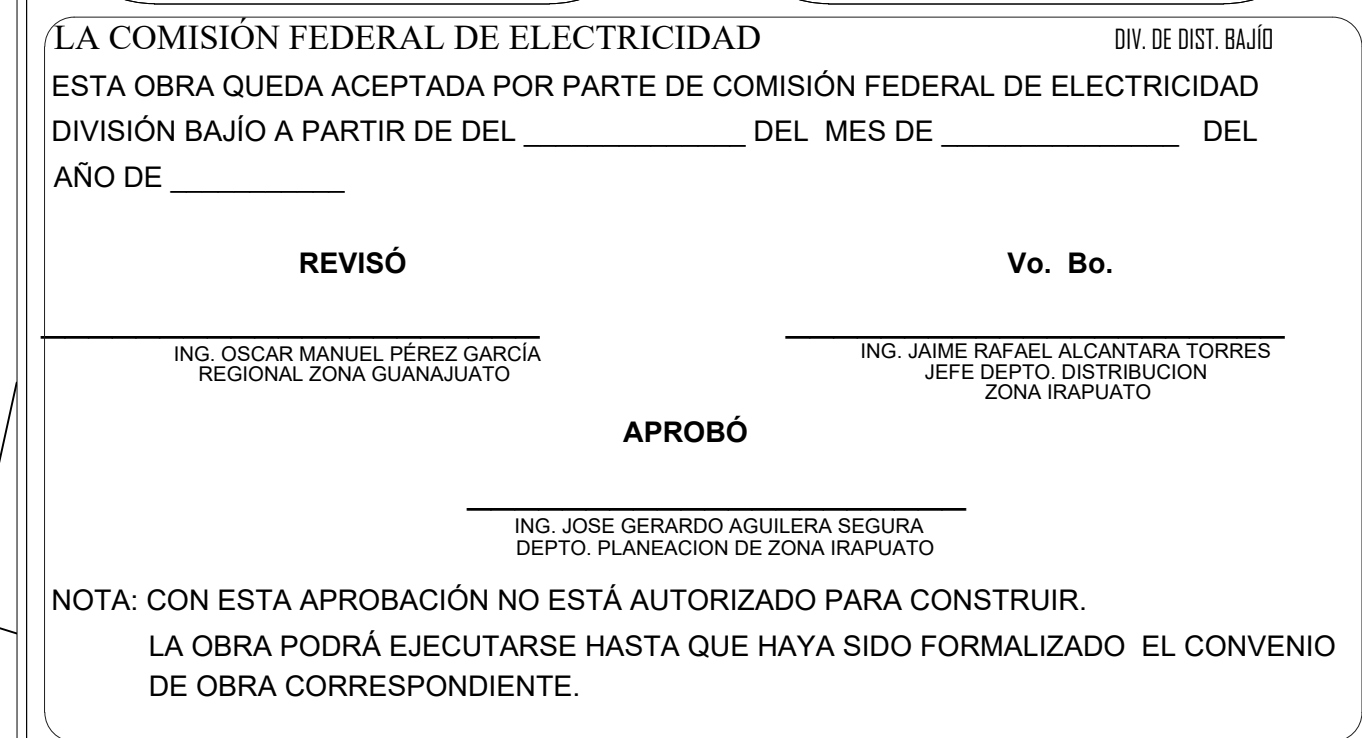 LA COMISIÓN FEDERAL DE ELECTRICIDAD DIV. DE DIST. BAJÍO
ESTA OBRA QUEDA ACEPTADA POR PARTE DE COMISIÓN FEDERAL DE ELECTRICIDAD
DIVISIÓN BAJÍO A PARTIR DE DEL ______________ DEL MES DE _______________ DEL
AÑO DE ___________
REVISÓ Vo. Bo.
ING. OSCAR MANUEL PÉREZ GARCÍA ING. JAIME RAFAEL ALCANTARA TORRES
REGIONAL ZONA GUANAJUATO JEFE DEPTO. DISTRIBUCION
ZONA IRAPUATO
APROBÓ
ING. JOSE GERARDO AGUILERA SEGURA
DEPTO. PLANEACION DE ZONA IRAPUATO
NOTA: CON ESTA APROBACIÓN NO ESTÁ AUTORIZADO PARA CONSTRUIR.
LA OBRA PODRÁ EJECUTARSE HASTA QUE HAYA SIDO FORMALIZADO EL CONVENIO
DE OBRA CORRESPONDIENTE.